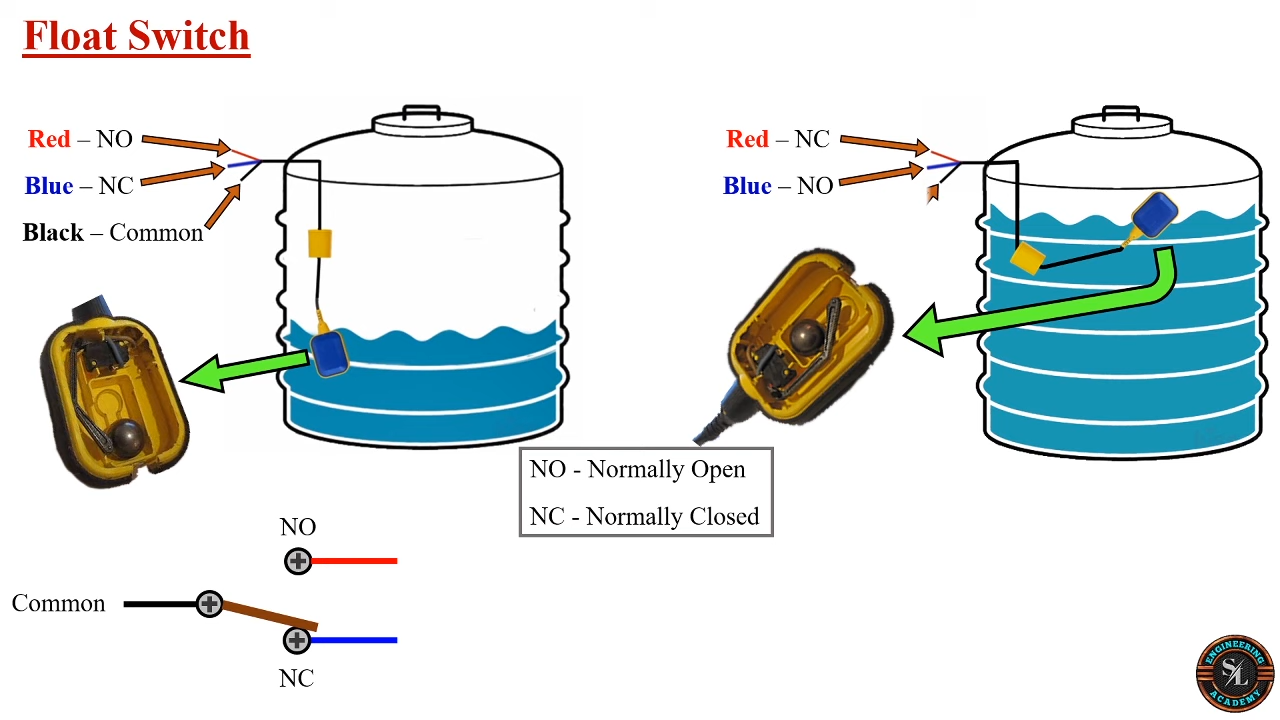 Float Switch
Red – NO
Blue – NC
Black – Common
Red – NC
Blue – NO
NO - Normally Open
NC - Normally Closed
NO
Common
NC
ENGINEERING
S/L
ACADEMY